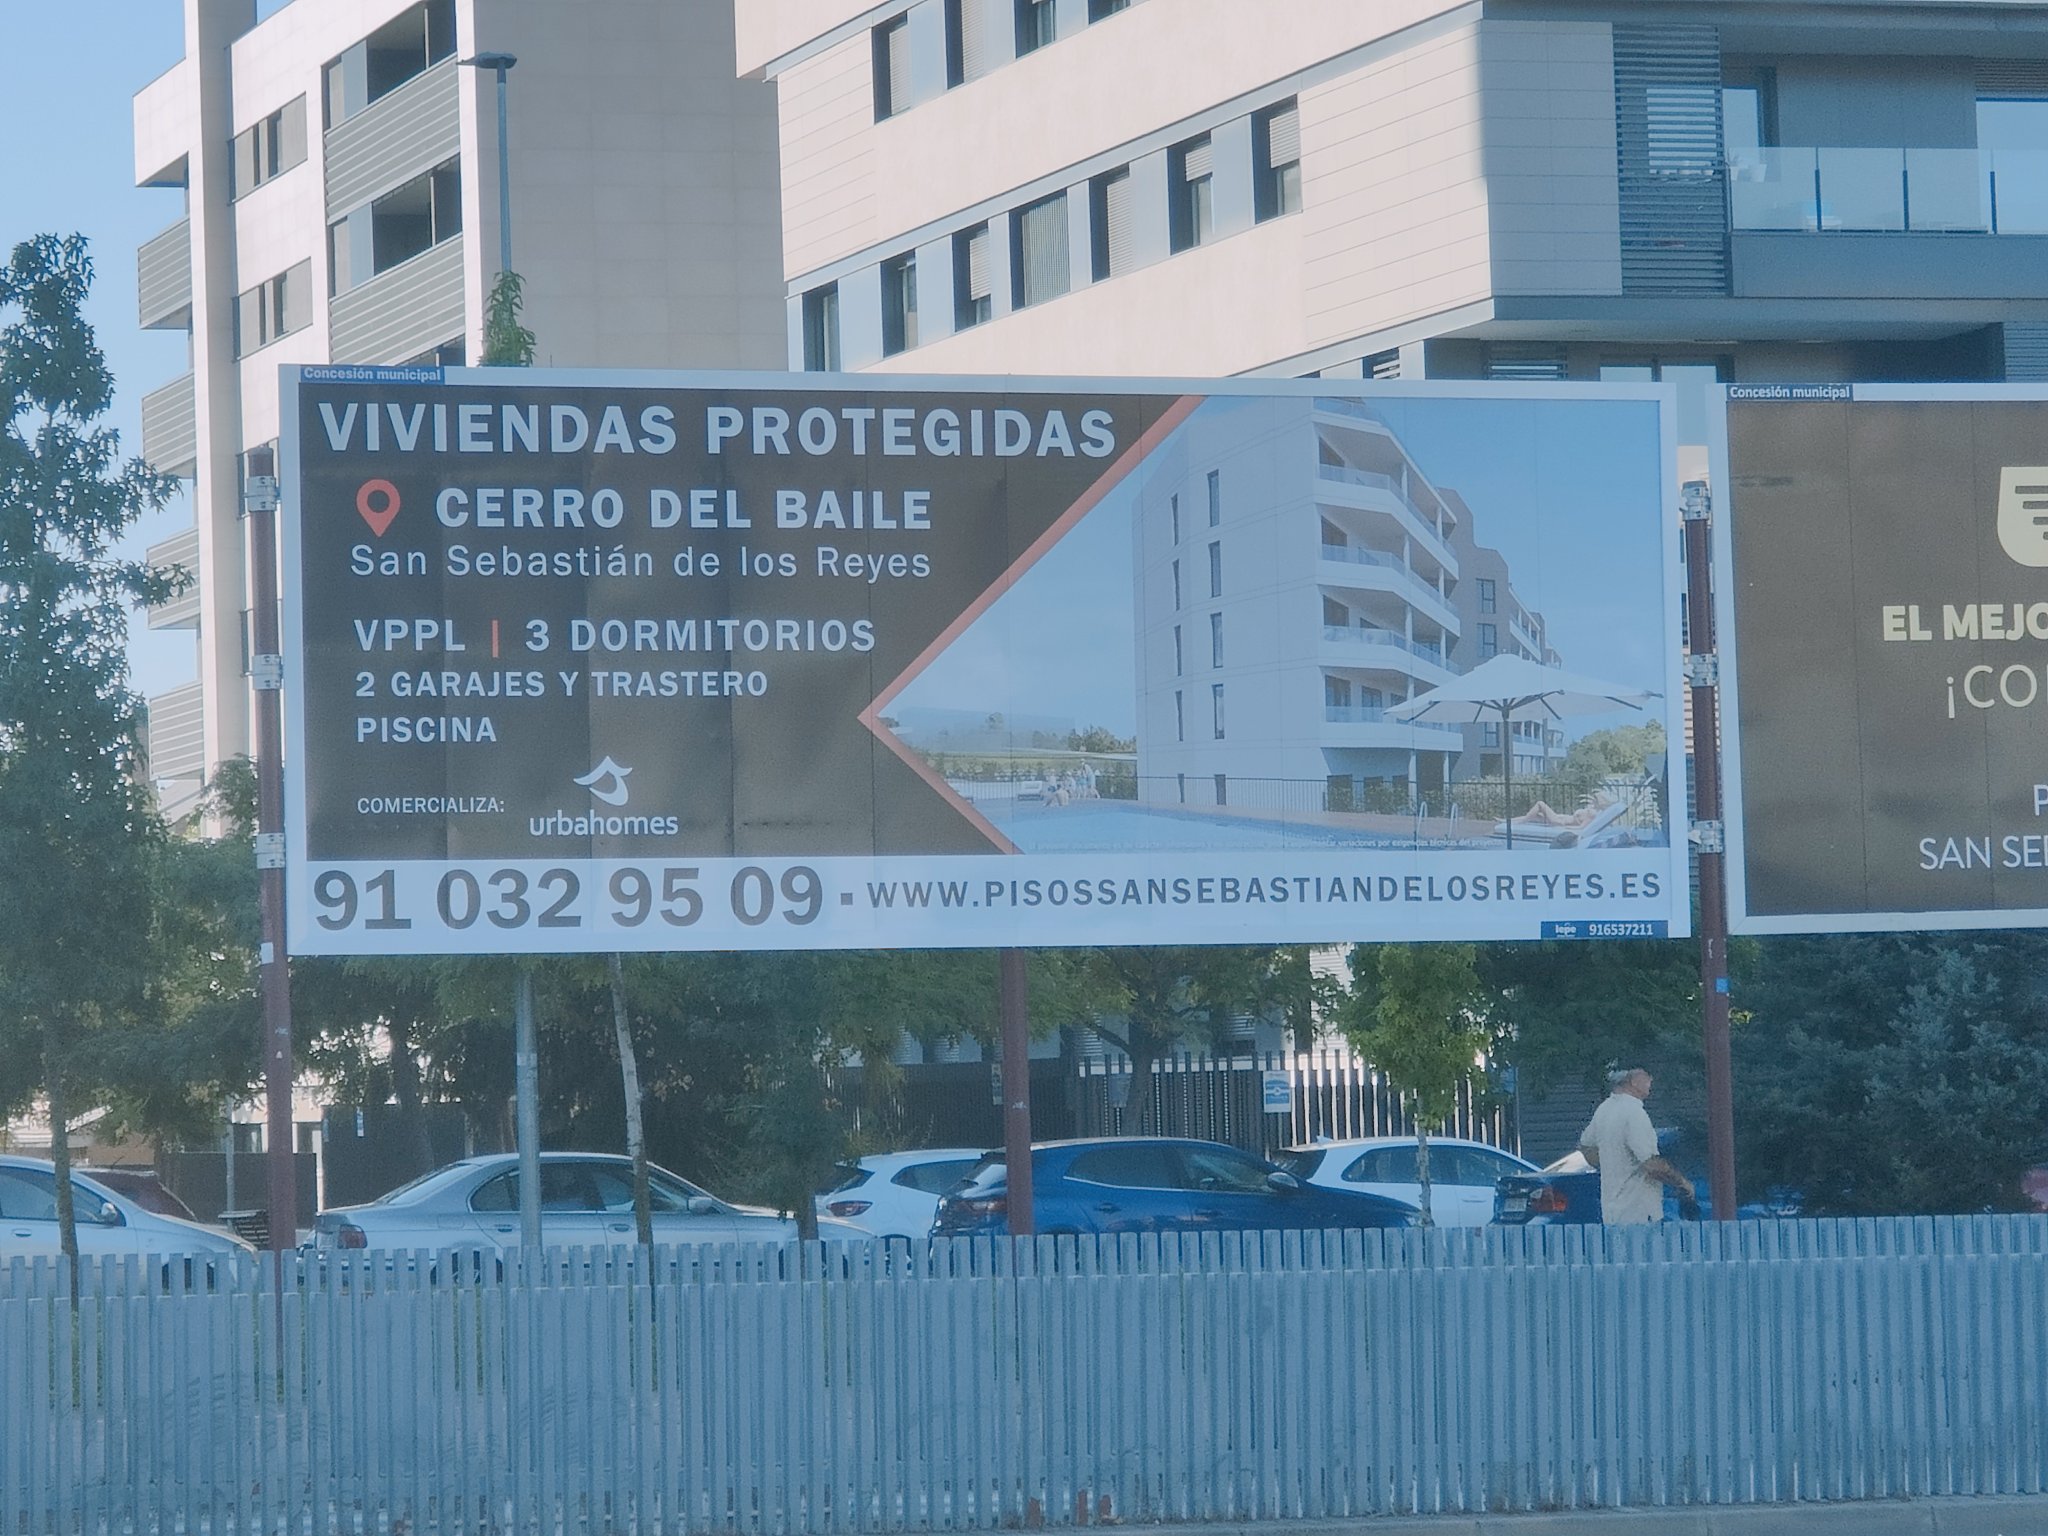 Concesión municipal
VIVIENDAS PROTEGIDAS
CERRO DEL BAILE
San Sebastián de los Reyes
VPPL | 3 DORMITORIOS
2 GARAJES Y TRASTERO
PISCINA
COMERCIALIZA:
urbahomes
91 032 95 09 · WWW.PISOSSANSEBASTIANDELOSREYES.ES
916537211
Concesión municipal
EL MEJO
¡CO
P
SAN SE